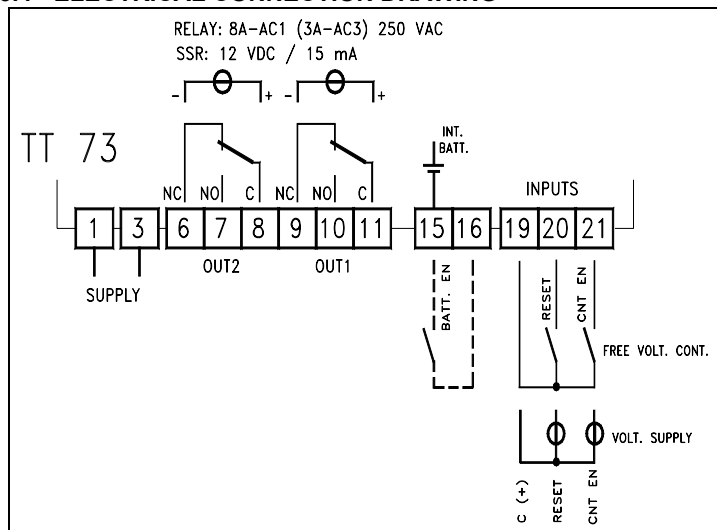 RELAY: 8A-AC1 (3A-AC3) 250 VAC
SSR: 12 VDC / 15 mA
- + - +
TT 73
INT.
BATT.
NC NO C NC NO C
INPUTS
1 3 6 7 8 9 10 11 15 16 19 20 21
SUPPLY
OUT2 OUT1
BATT. EN
RESET
CNT EN
FREE VOLT. CONT.
VOLT. SUPPLY
C (+)
RESET
CNT EN